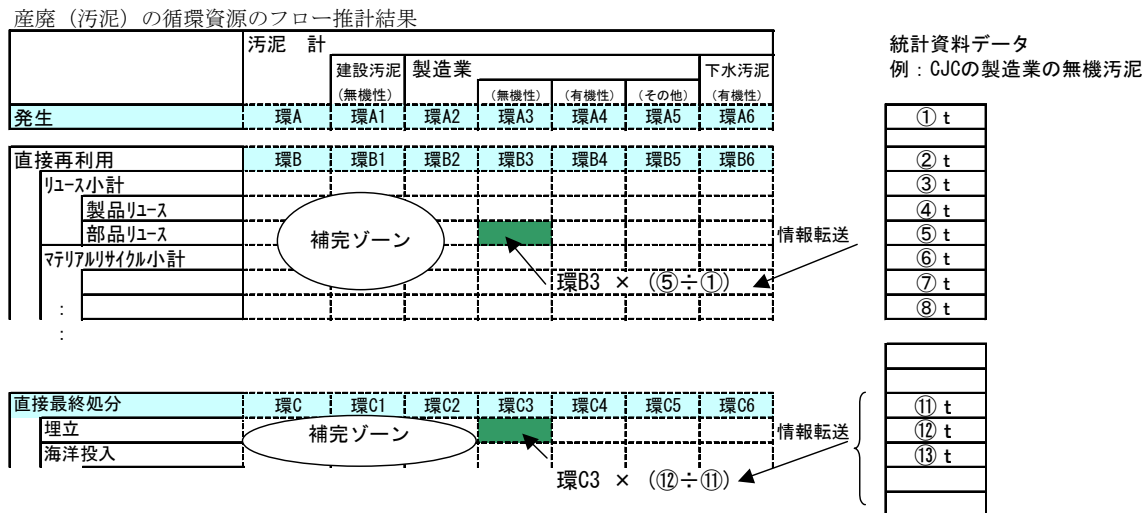 産廃（汚泥）の循環資源のフロー推計結果
汚泥　計
統計資料データ
建設汚泥 製造業 下水汚泥
例：CJCの製造業の無機汚泥
(無機性) (無機性) (有機性) (その他) (有機性)
発生 環A 環A1 環A2 環A3 環A4 環A5 環A6 ① t
直接再利用 環B 環B1 環B2 環B3 環B4 環B5 環B6 ② t
ﾘﾕｰｽ小計 ③ t
製品ﾘﾕｰｽ ④ t
部品ﾘﾕｰｽ 補完ゾーン 情報転送 ⑤ t
ﾏﾃﾘｱﾙﾘｻｲｸﾙ小計 ⑥ t
環B3 × (⑤÷①) ⑦ t
: ⑧ t
:
直接最終処分 環C 環C1 環C2 環C3 環C4 環C5 環C6 ⑪ t
埋立 補完ゾーン 情報転送 ⑫ t
海洋投入 ⑬ t
環C3 × (⑫÷⑪)